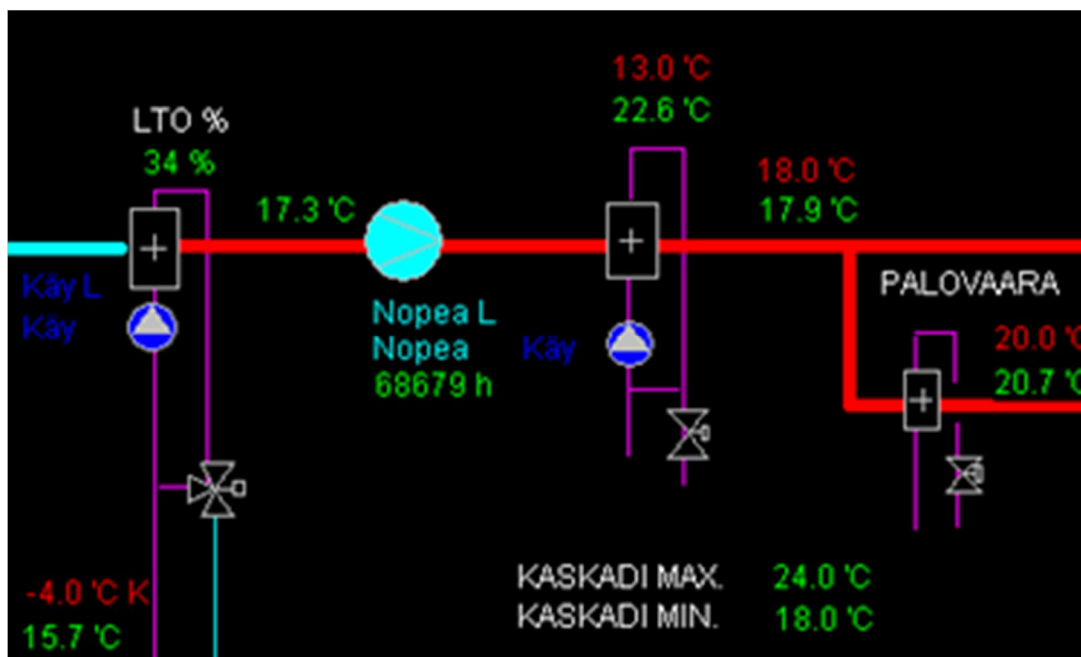 13.0 'C
22.6 'C
LTO %
34 %
17.3 'C
18.0 'C
17.9 'C
Käy L
Käy
Nopea L
Nopea
68679 h
Käy
PALOVAARA
20.0 'C
20.7 'C
-4.0 'C K
15.7 'C
KASKADI MAX. 24.0 'C
KASKADI MIN. 18.0 'C